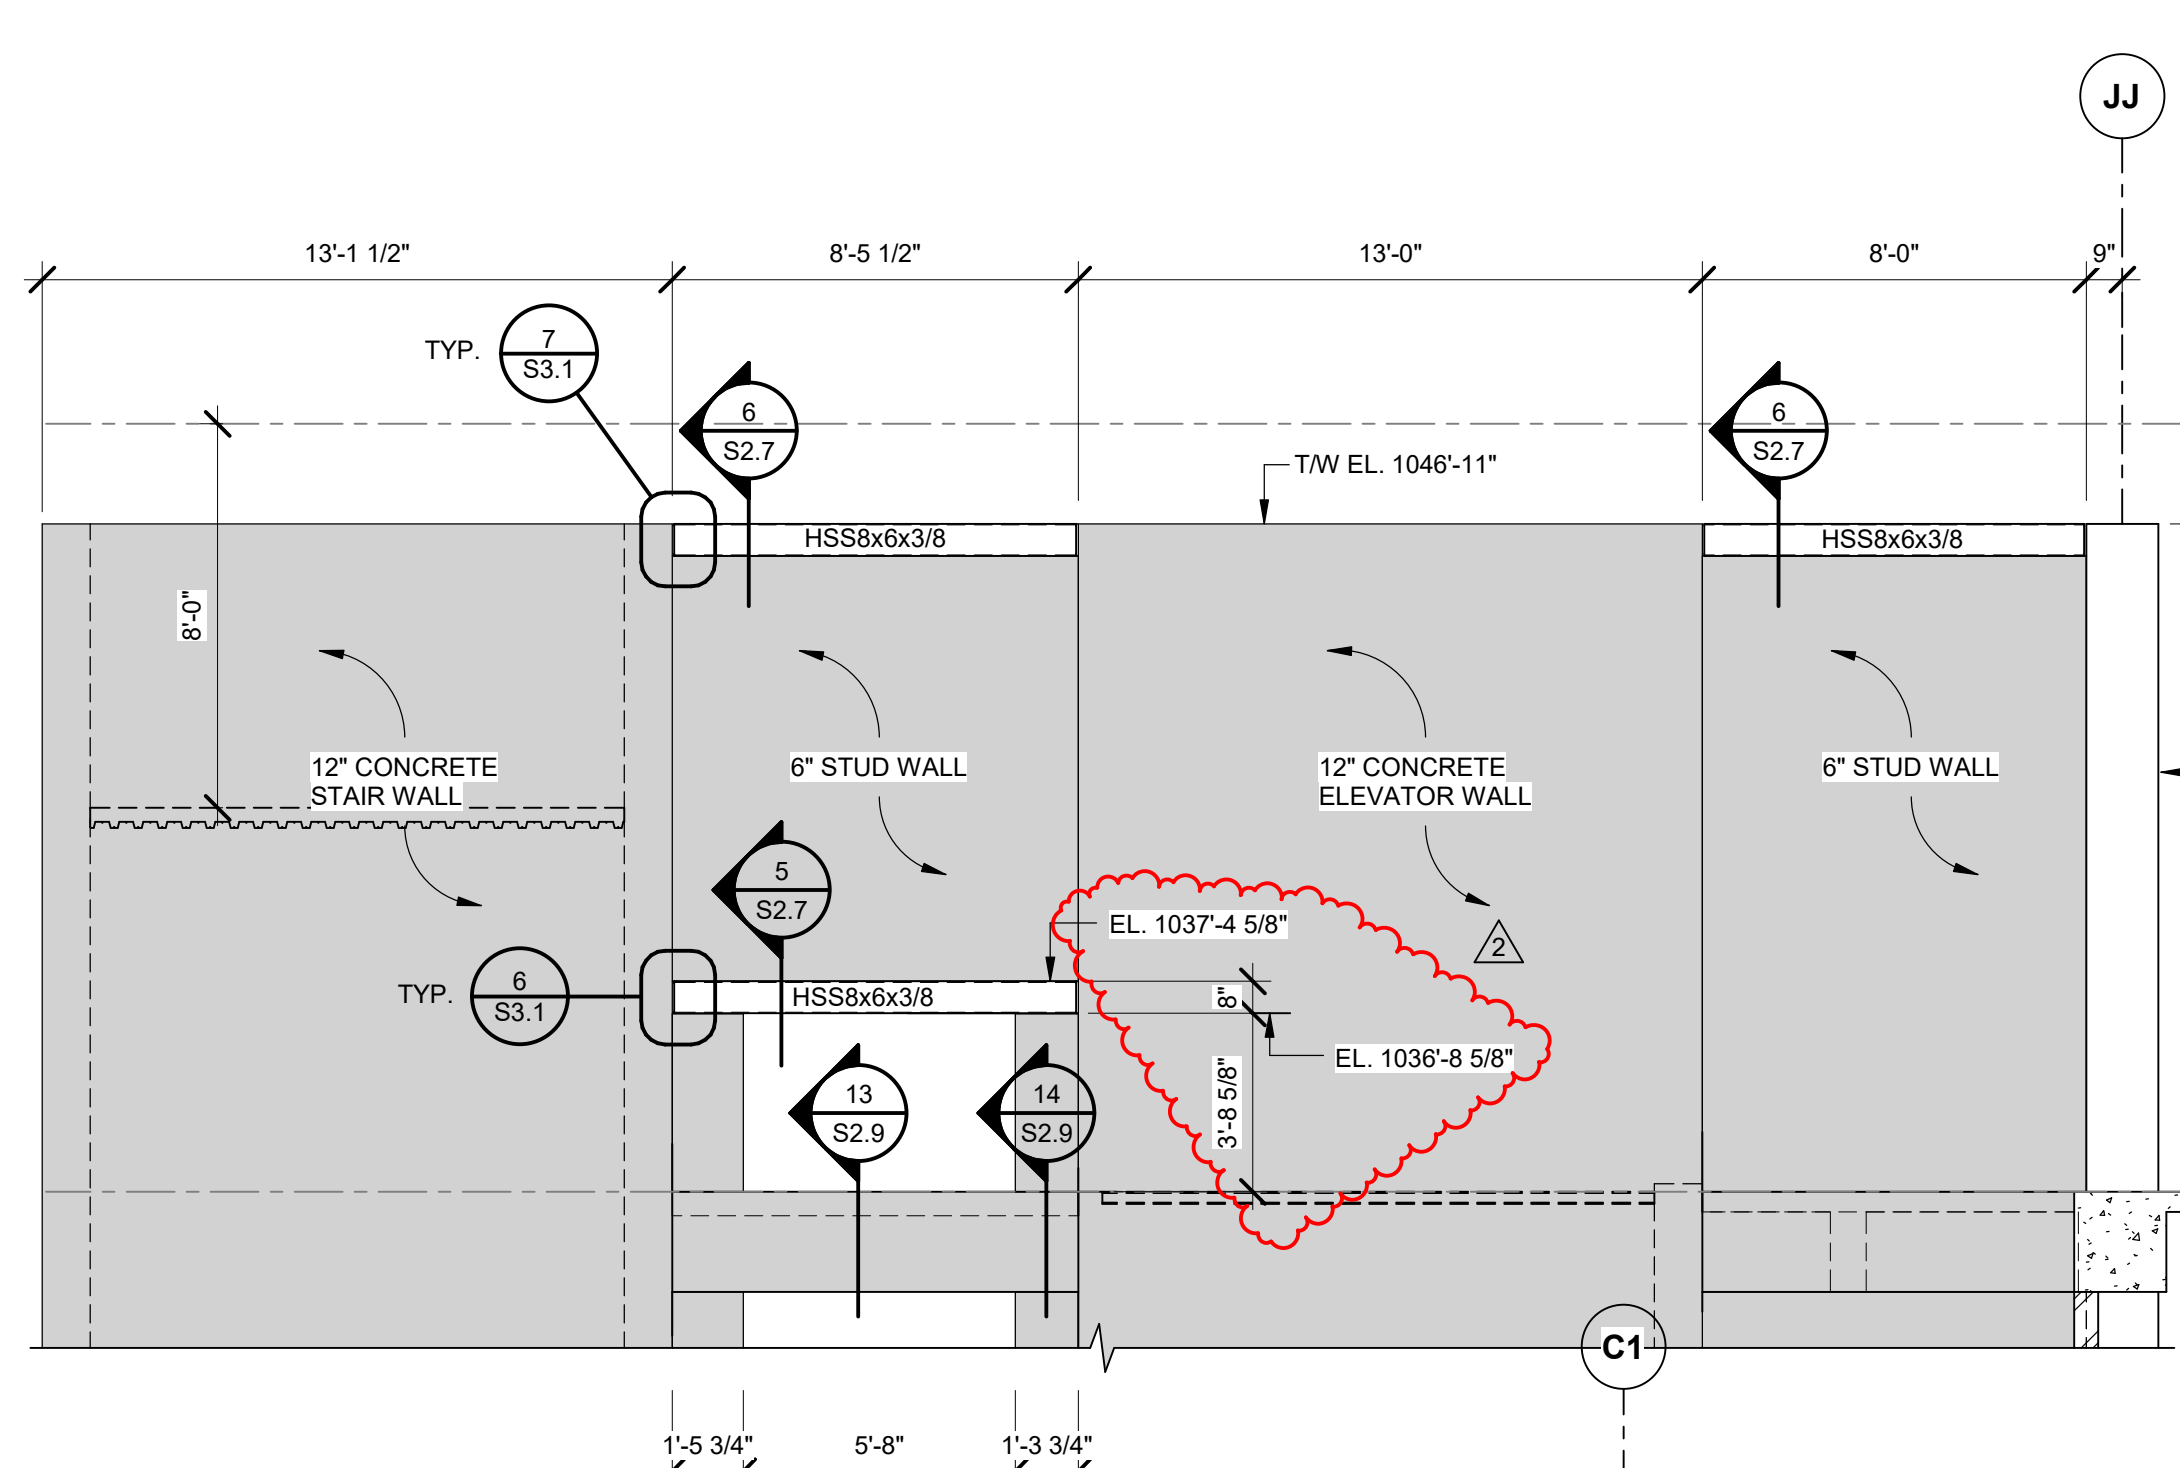 JJ
13'-1 1/2"
8'-5 1/2"
13'-0"
8'-0"
9"
TYP.
7
S3.1
6
S2.7
6
S2.7
T/W EL. 1046'-11"
HSS8x6x3/8
HSS8x6x3/8
8'-0"
12" CONCRETE
STAIR WALL
6" STUD WALL
12" CONCRETE
ELEVATOR WALL
6" STUD WALL
5
S2.7
EL. 1037'-4 5/8"
2
TYP.
6
S3.1
HSS8x6x3/8
8"
EL. 1036'-8 5/8"
3'-8 5/8"
13
S2.9
14
S2.9
C1
1'-5 3/4"
5'-8"
1'-3 3/4"